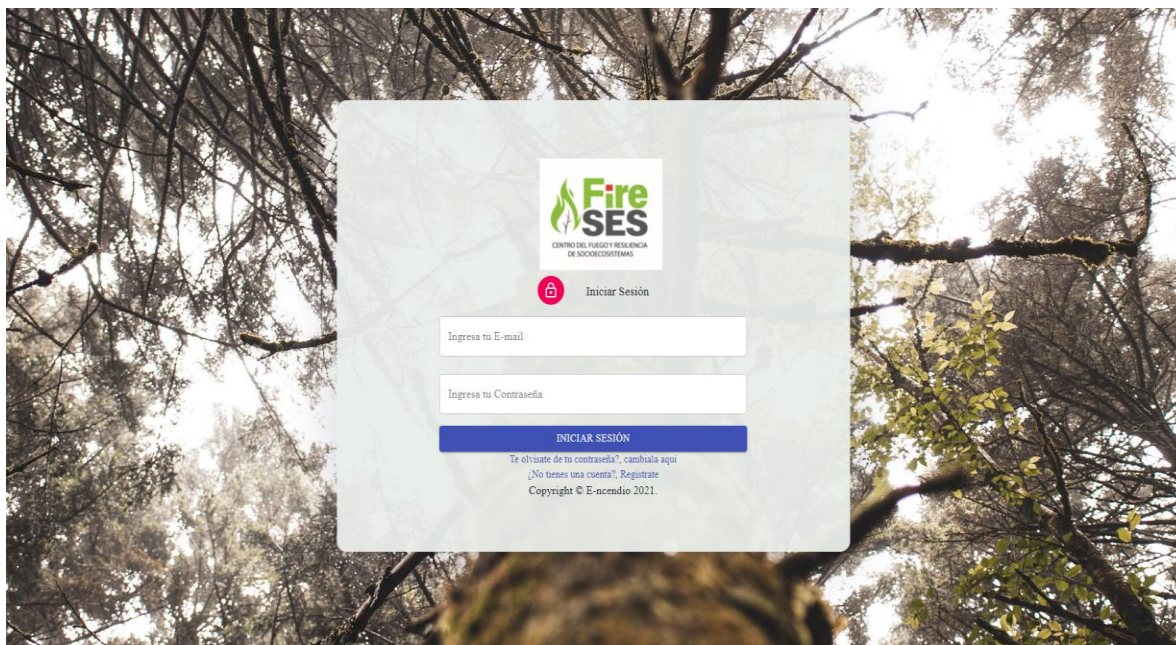 Fire
SES
CENTRO DEL FUEGO Y RESILIENCIA
DE SOCIOECOSISTEMAS
Iniciar Sesión
Ingresa tu E-mail
Ingresa tu Contraseña
INICIAR SESIÓN
Te olvisate de tu contraseña?, cambiala aqui
¿No tienes una cuenta?, Registrate
Copyright © E-ncendio 2021.